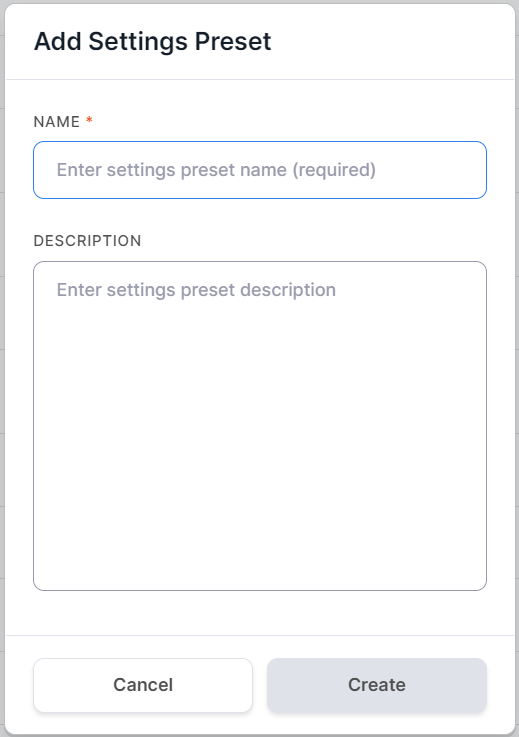 Add Settings Preset
NAME *
Enter settings preset name (required)
DESCRIPTION
Enter settings preset description
Cancel
Create